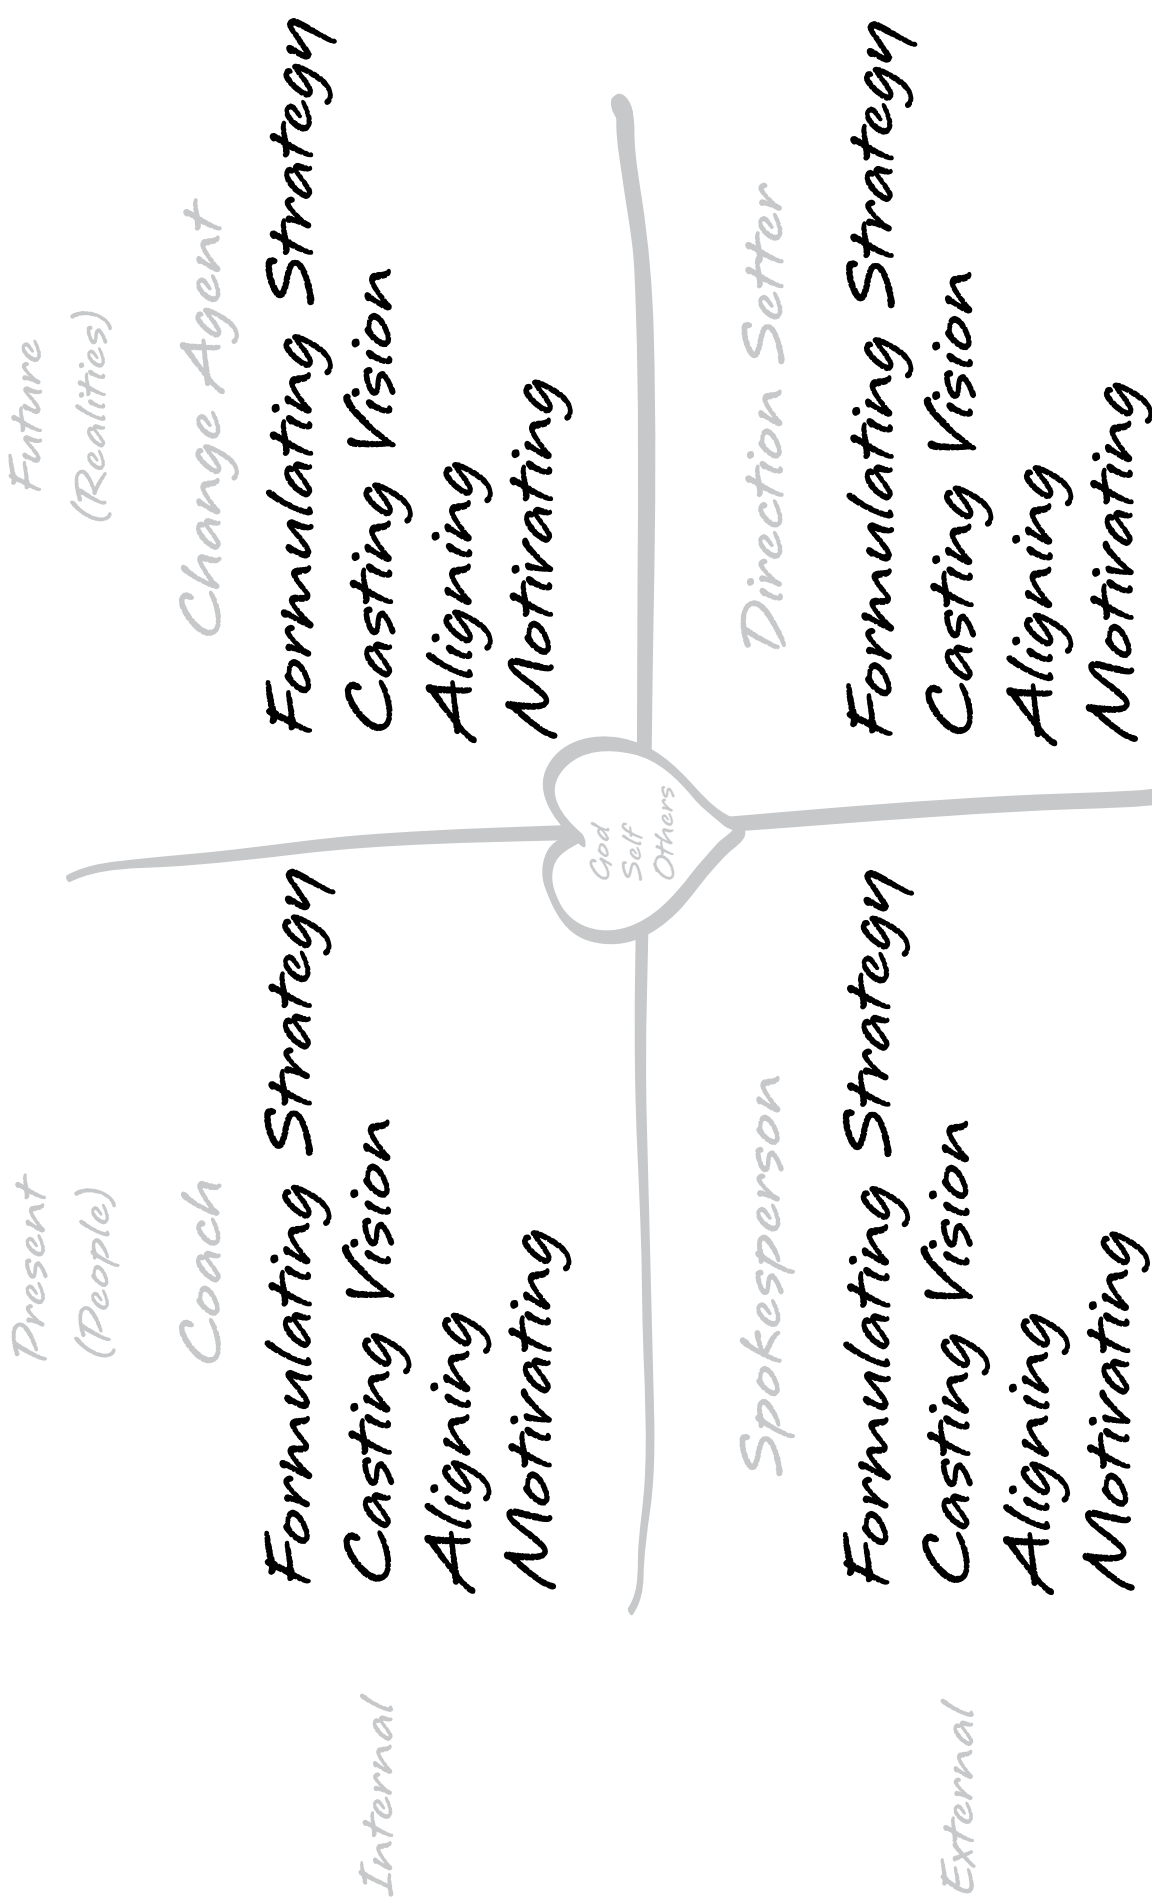 Present
(People)
Future
(Realities)
Internal
Coach
Formulating Strategy
Casting Vision
Aligning
Motivating
Change Agent
Formulating Strategy
Casting Vision
Aligning
Motivating
God
Self
Others
External
Spokesperson
Formulating Strategy
Casting Vision
Aligning
Motivating
Direction Setter
Formulating Strategy
Casting Vision
Aligning
Motivating